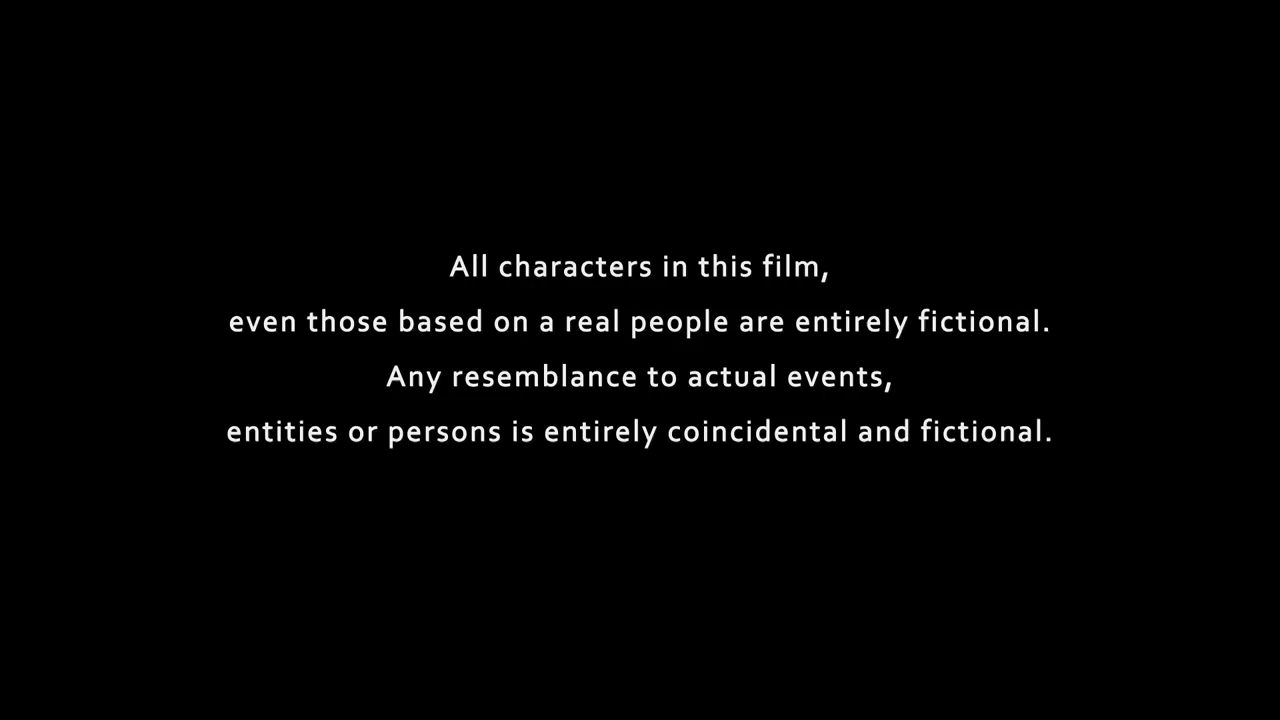 All characters in this film,
even those based on a real people are entirely fictional.
Any resemblance to actual events,
entities or persons is entirely coincidental and fictional.